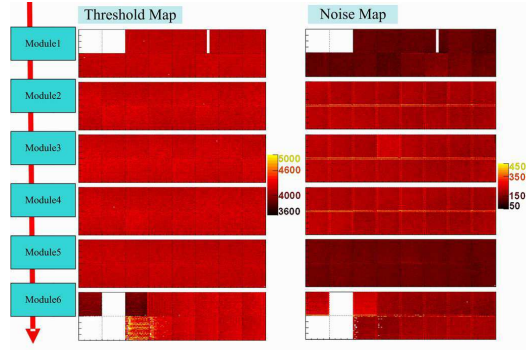 Threshold Map
Noise Map
Module1
Module2
Module3
Module4
Module5
Module6
5000
4600
4000
3600
450
350
150
50